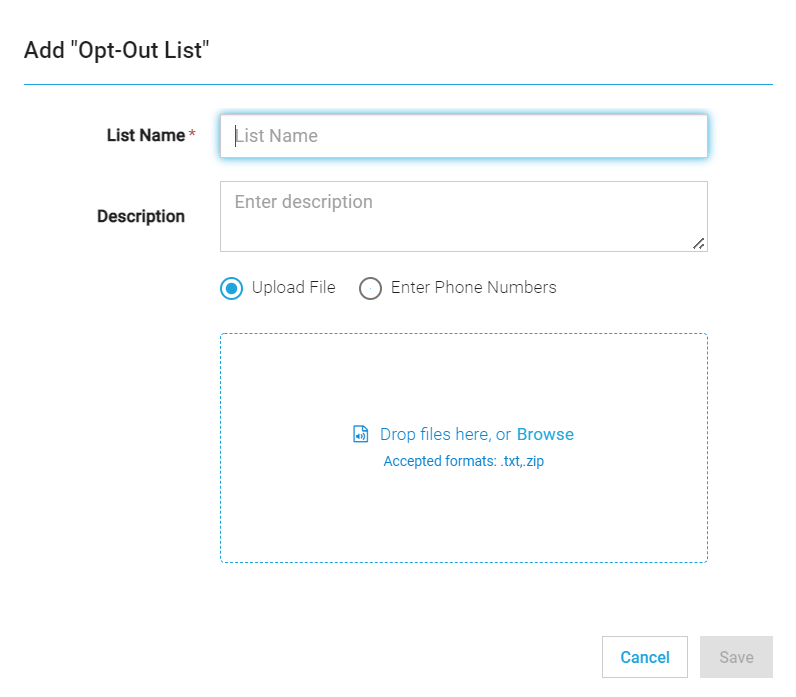 Add "Opt-Out List"
List Name *
List Name
Description
Enter description
Upload File
Enter Phone Numbers
Drop files here, or Browse
Accepted formats: .txt,.zip
Cancel
Save